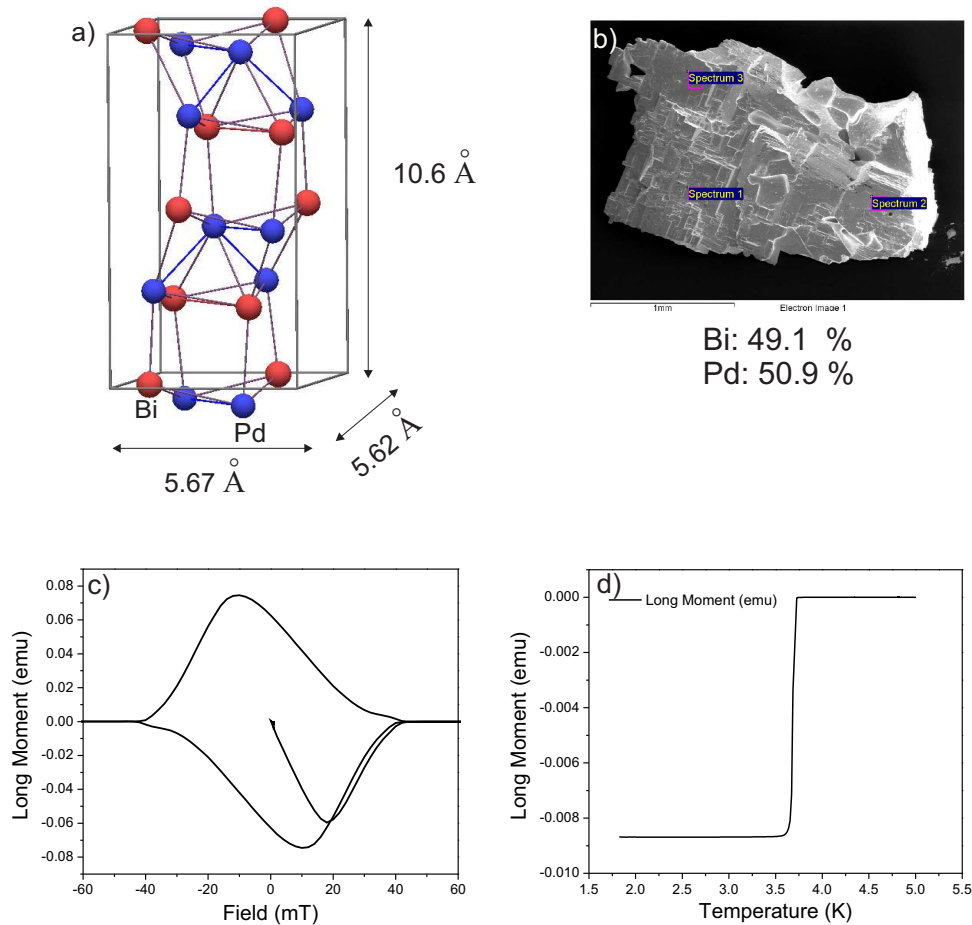 a)
10.6 Å
Bi
Pd
5.67 Å
5.62 Å
b)
Spectrum 3
Spectrum 1
Spectrum 2
1mm
Electron Image 1
Bi: 49.1 %
Pd: 50.9 %
c)
0.08
0.06
0.04
0.02
0.00
-0.02
-0.04
-0.06
-0.08
Long Moment (emu)
-60
-40
-20
0
20
40
60
Field (mT)
d)
Long Moment (emu)
0.000
-0.002
-0.004
-0.006
-0.008
-0.010
Long Moment (emu)
1.5
2.0
2.5
3.0
3.5
4.0
4.5
5.0
5.5
Temperature (K)